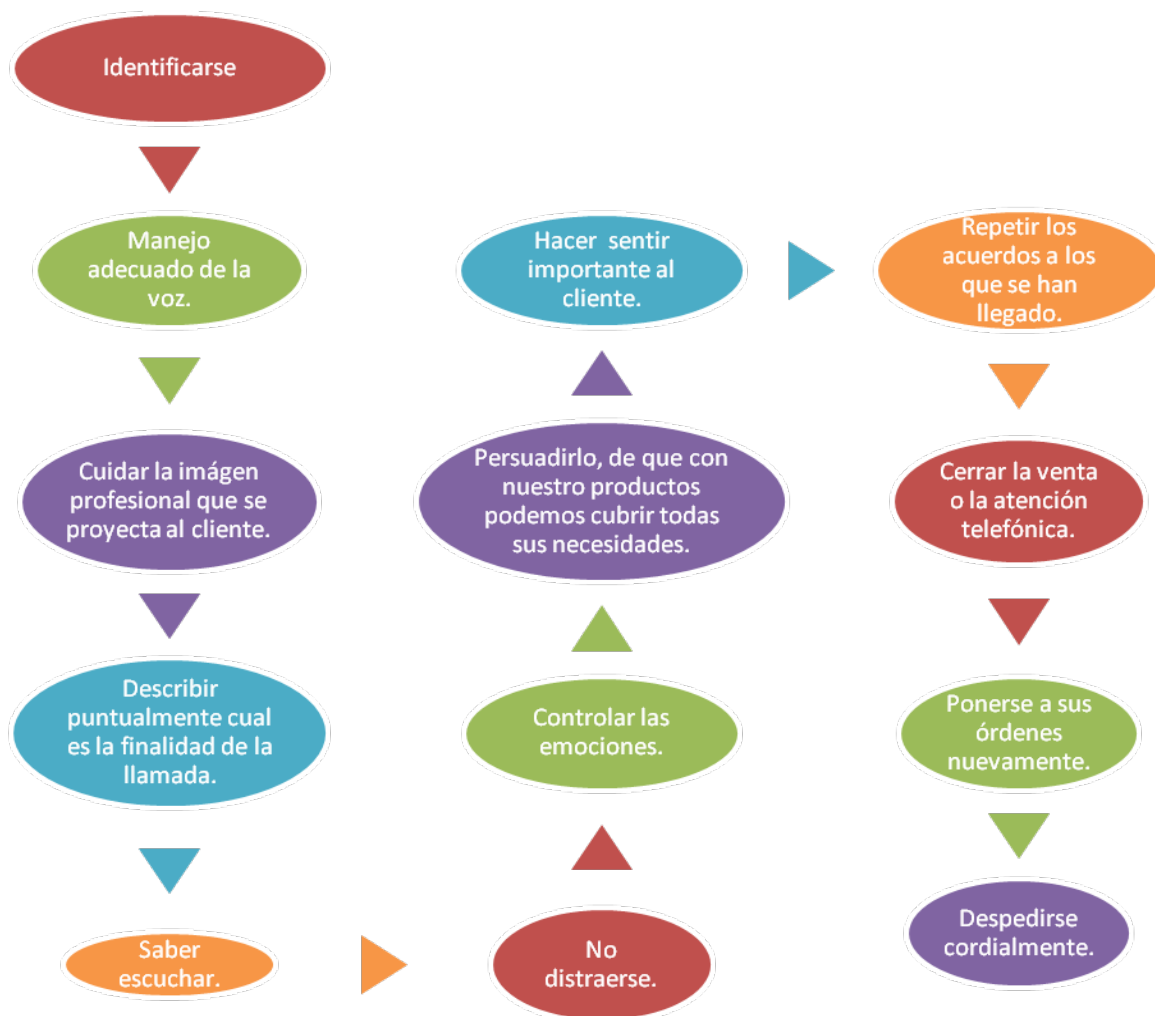 Identificarse
Manejo
adecuado de la
voz.
Cuidar la imágen
profesional que se
proyecta al cliente.
Describir
puntualmente cual
es la finalidad de la
llamada.
Saber
escuchar.
No
distraerse.
Controlar las
emociones.
Persuadirlo, de que con
nuestro productos
podemos cubrir todas
sus necesidades.
Hacer sentir
importante al
cliente.
Repetir los
acuerdos a los
que se han
llegado.
Cerrar la venta
o la atención
telefónica.
Ponerse a sus
órdenes
nuevamente.
Despedirse
cordialmente.